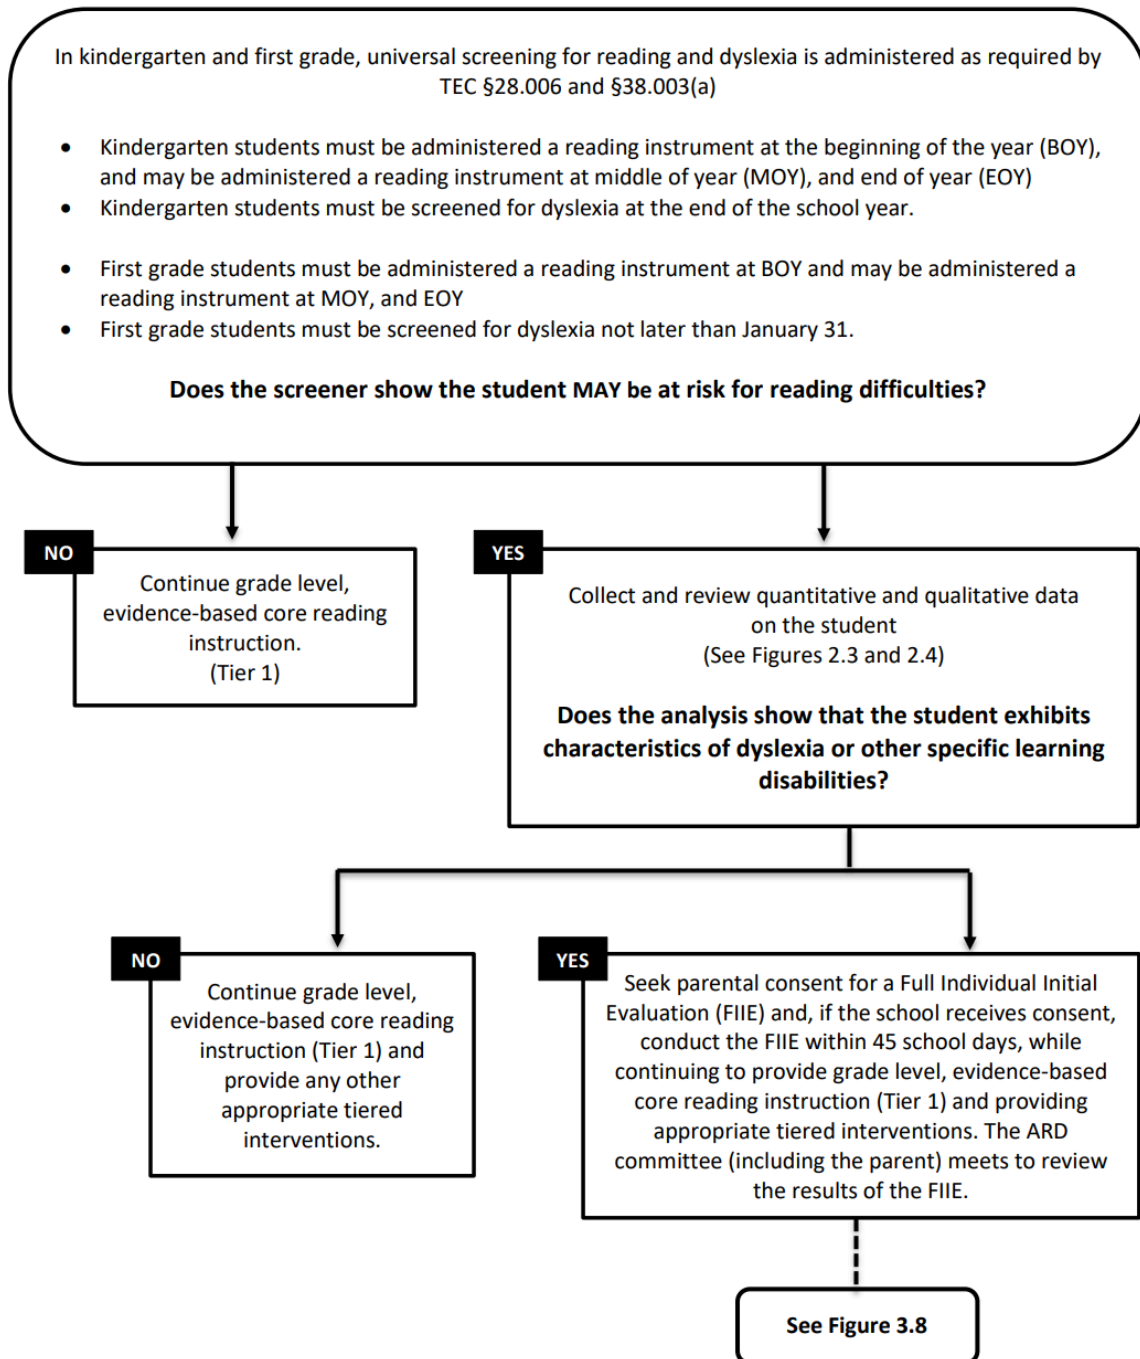 In kindergarten and first grade, universal screening for reading and dyslexia is administered as required by
TEC §28.006 and §38.003(a)
• Kindergarten students must be administered a reading instrument at the beginning of the year (BOY),
and may be administered a reading instrument at middle of year (MOY), and end of year (EOY)
• Kindergarten students must be screened for dyslexia at the end of the school year.
• First grade students must be administered a reading instrument at BOY and may be administered a
reading instrument at MOY, and EOY
• First grade students must be screened for dyslexia not later than January 31.
Does the screener show the student MAY be at risk for reading difficulties?
NO
Continue grade level,
evidence-based core reading
instruction.
(Tier 1)
YES
Collect and review quantitative and qualitative data
on the student
(See Figures 2.3 and 2.4)
Does the analysis show that the student exhibits
characteristics of dyslexia or other specific learning
disabilities?
NO
Continue grade level,
evidence-based core reading
instruction (Tier 1) and
provide any other
appropriate tiered
interventions.
YES
Seek parental consent for a Full Individual Initial
Evaluation (FIIE) and, if the school receives consent,
conduct the FIIE within 45 school days, while
continuing to provide grade level, evidence-based
core reading instruction (Tier 1) and providing
appropriate tiered interventions. The ARD
committee (including the parent) meets to review
the results of the FIIE.
See Figure 3.8